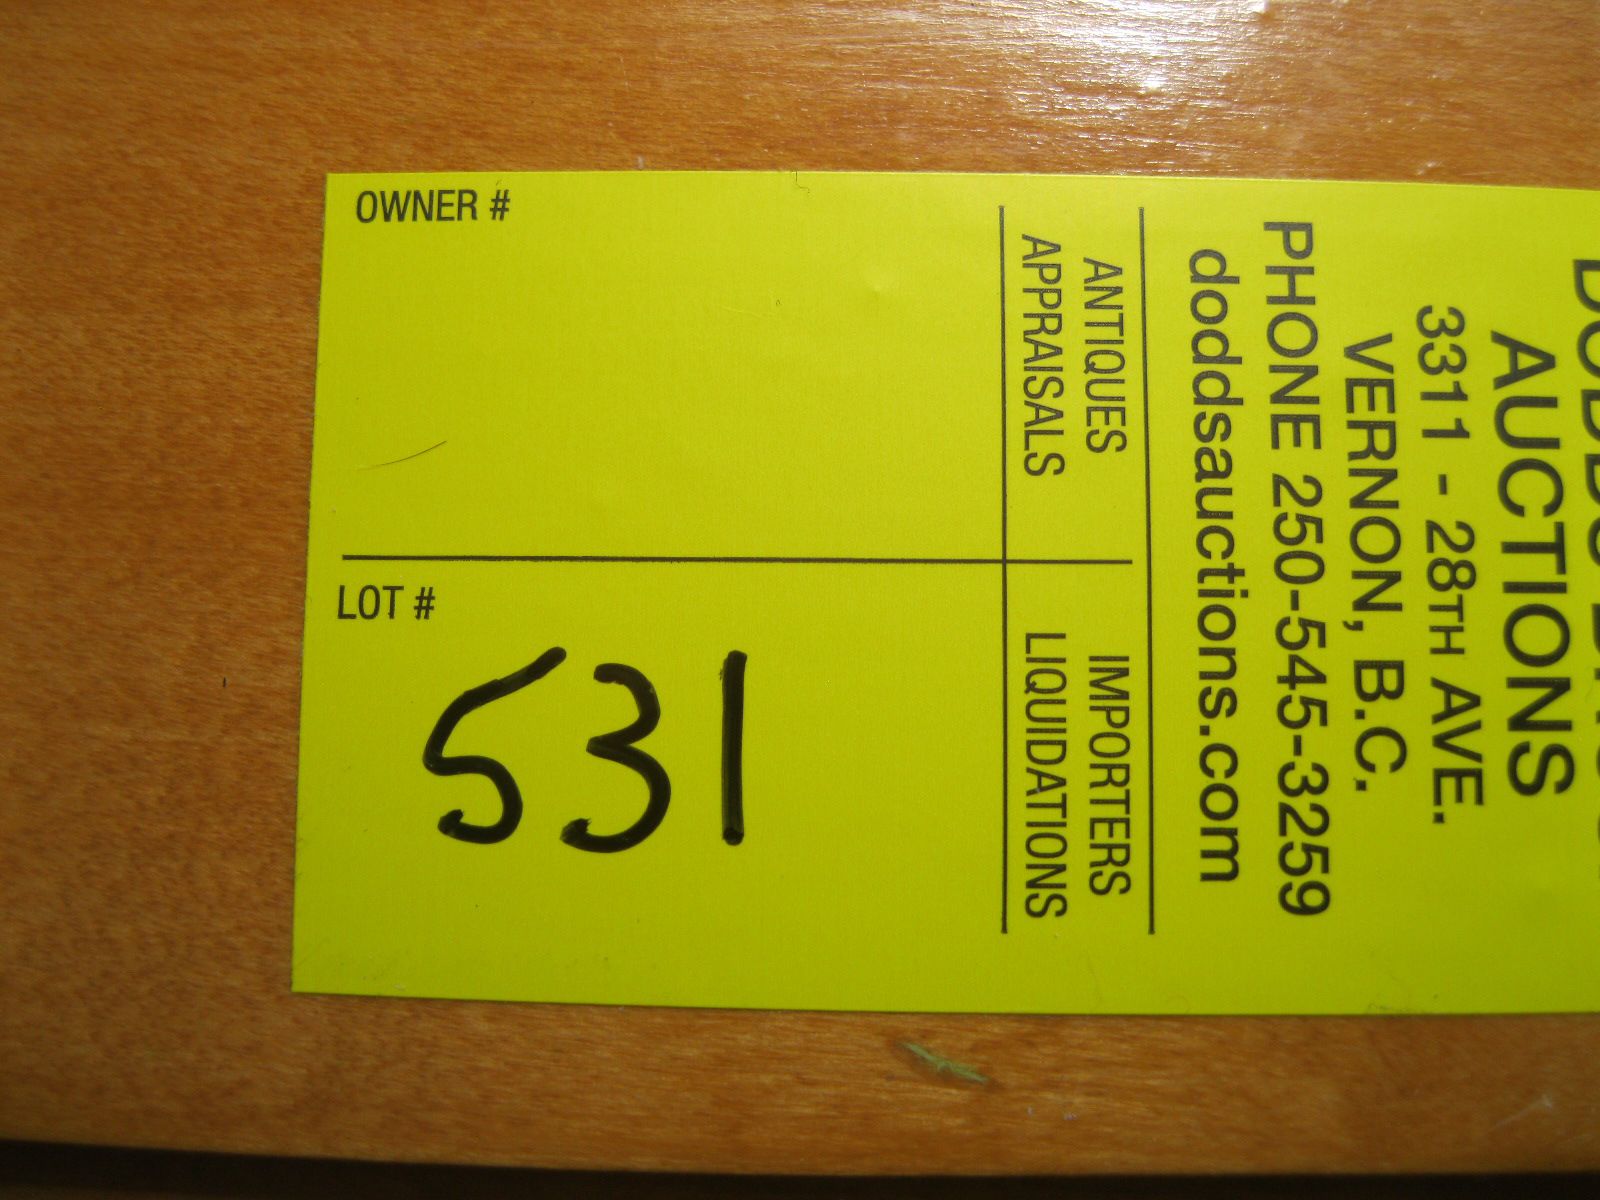 OWNER #
LOT #
531
AUCTIONS
3311 - 28TH AVE.
VERNON, B.C.
PHONE 250-545-3259
doddsauctions.com
ANTIQUES
APPRAISALS
IMPORTERS
LIQUIDATIONS